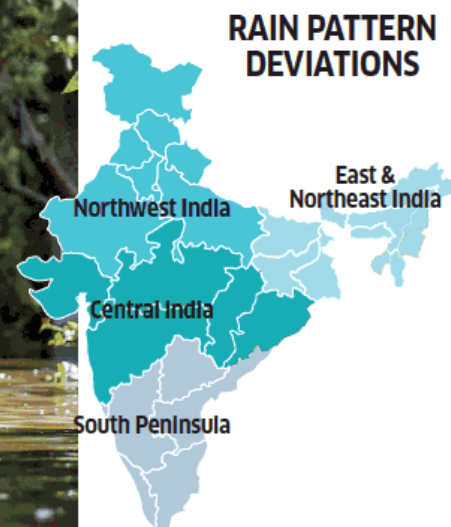 RAIN PATTERN
DEVIATIONS
East &
Northeast India
Northwest India
Central India
South Peninsula